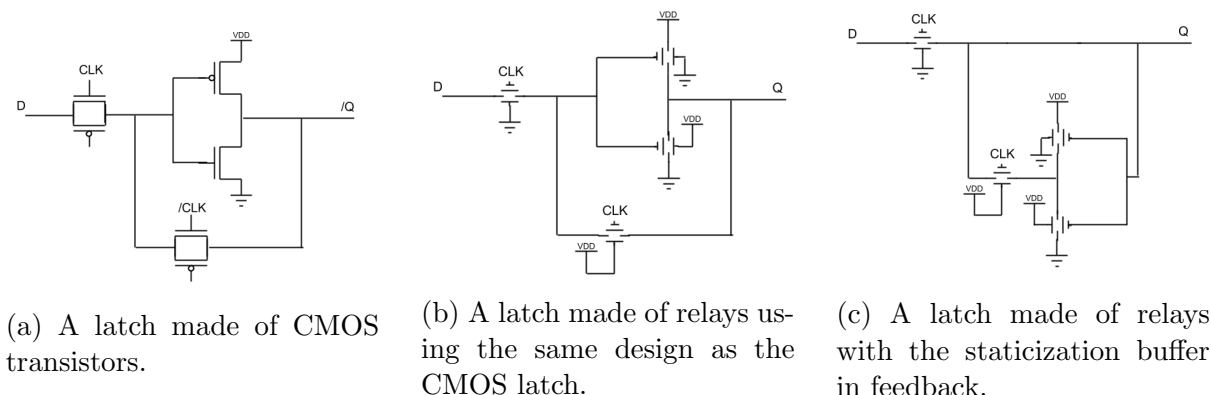 VDD
CLK
D
/Q
/CLK
(a) A latch made of CMOS
transistors.
VDD
CLK
D
Q
VDD
CLK
VDD
(b) A latch made of relays us-
ing the same design as the
CMOS latch.
CLK
D
Q
VDD
CLK
VDD
VDD
(c) A latch made of relays
with the staticization buffer
in feedback.